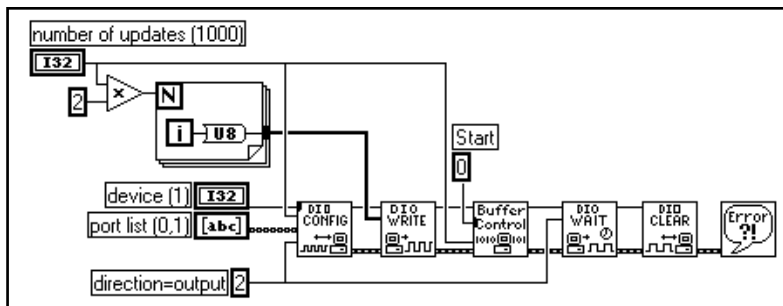 number of updates (1000)
I32
2
x
N
i
U8
Start
0
device (1)
I32
port list (0,1)
[abc]
DIO
CONFIG
DIO
WRITE
Buffer
Control
DIO
WAIT
DIO
CLEAR
Error
?!
direction=output
2